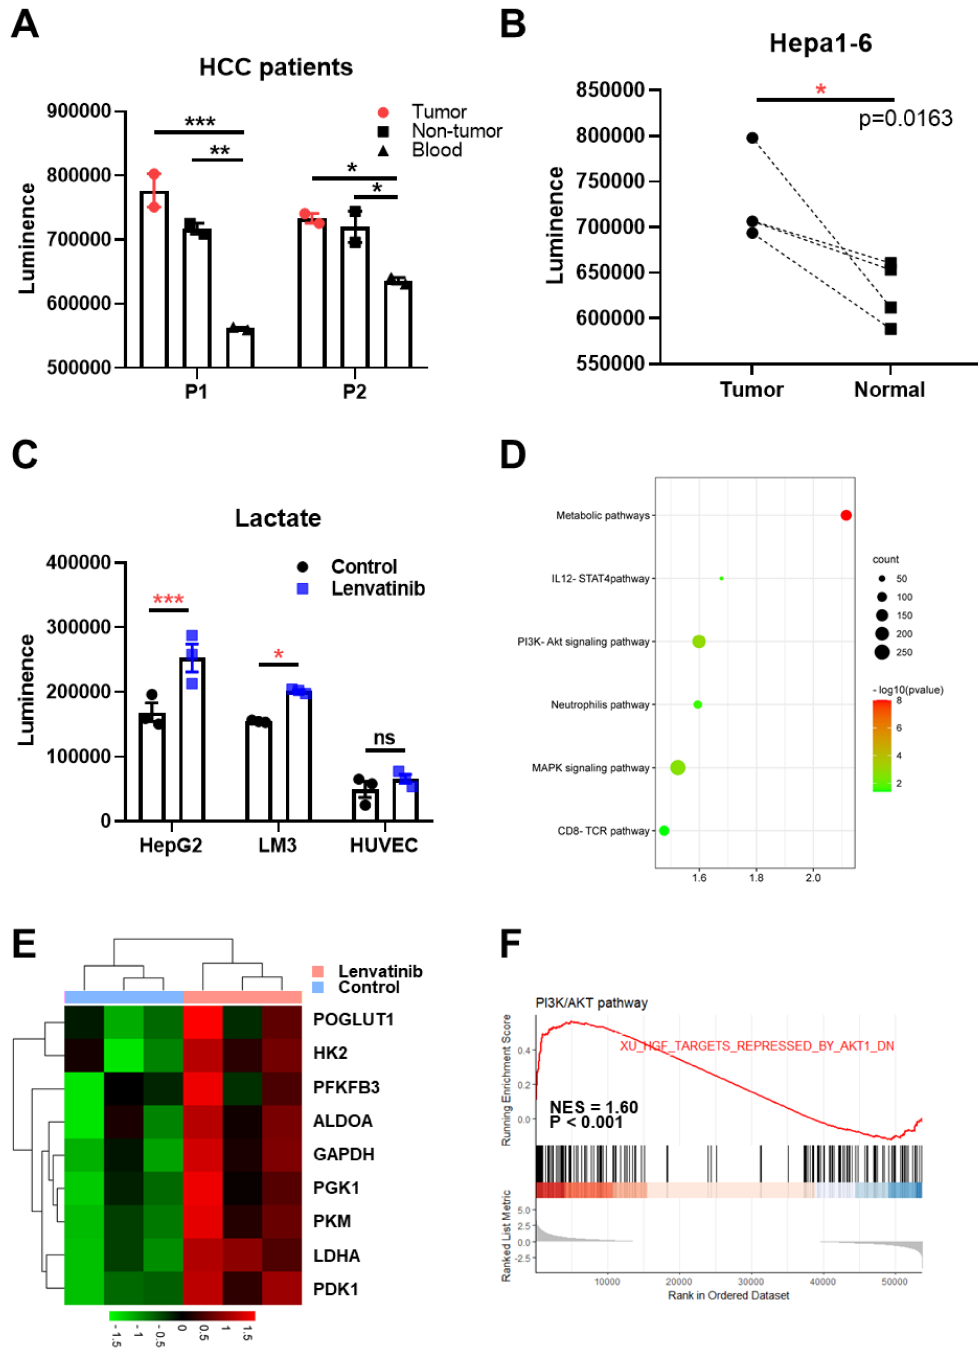 A
HCC patients
Luminence
900000
800000
700000
600000
500000
***
**
*
*
Tumor
Non-tumor
Blood
P1
P2
B
Hepa1-6
Luminence
850000
800000
750000
700000
650000
600000
550000
*
p=0.0163
Tumor
Normal
C
Lactate
Luminence
400000
300000
200000
100000
0
***
*
ns
Control
Lenvatinib
HepG2
LM3
HUVEC
D
Metabolic pathways
IL12- STAT4pathway
PI3K- Akt signaling pathway
Neutrophilis pathway
MAPK signaling pathway
CD8- TCR pathway
1.6
1.8
2.0
count
50
100
150
200
250
- log10(pvalue)
8
6
4
2
E
Lenvatinib
Control
POGLUT1
HK2
PFKFB3
ALDOA
GAPDH
PGK1
PKM
LDHA
PDK1
- 1.5
- 1
- 0.5
0
0.5
1
1.5
F
PI3K/AKT pathway
Running Enrichment Score
0.4
0.2
0.0
XU_HGF_TARGETS_REPRESSED_BY_AKT1_DN
NES = 1.60
P < 0.001
Ranked List Metric
5.0
2.5
0.0
-2.5
10000
20000
30000
40000
50000
Rank in Ordered Dataset